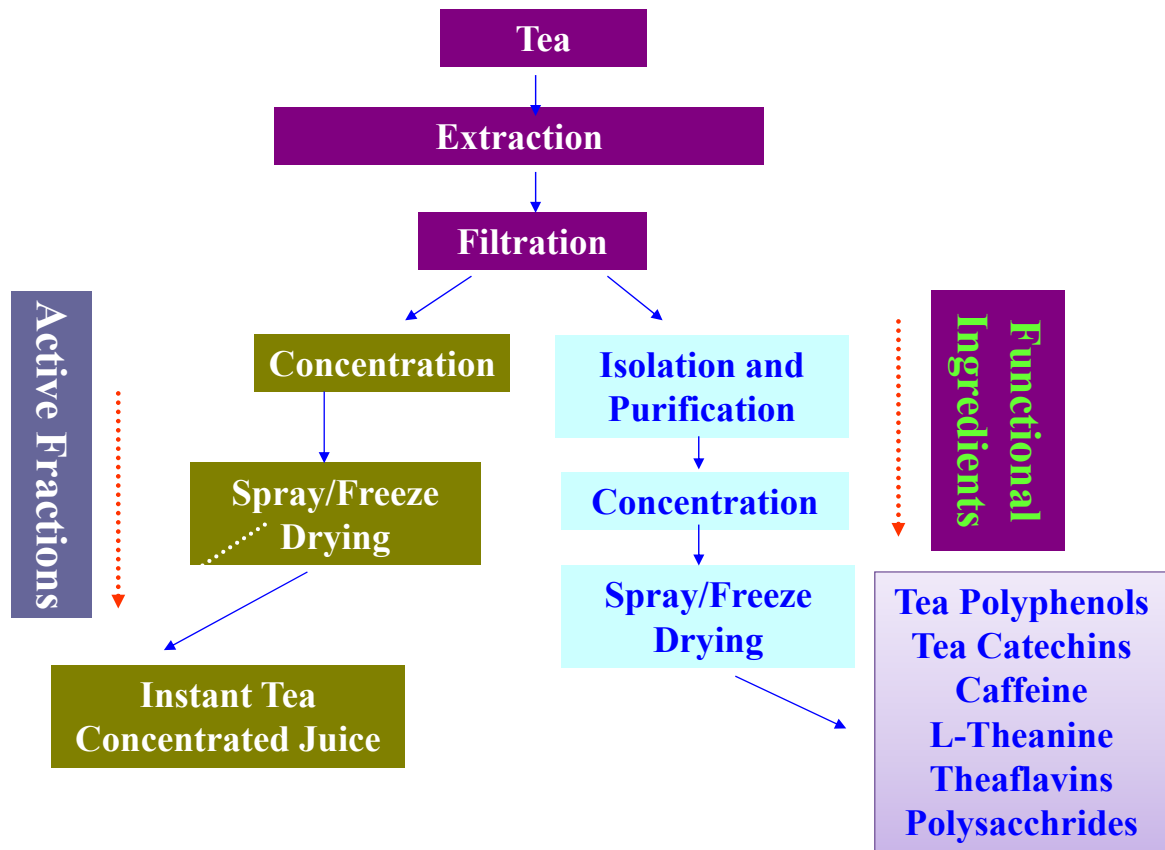 Tea
Extraction
Filtration
Active Fractions
Concentration
Spray/Freeze
Drying
Instant Tea
Concentrated Juice
Isolation and
Purification
Concentration
Spray/Freeze
Drying
Functional
Ingredients
Tea Polyphenols
Tea Catechins
Caffeine
L-Theanine
Theaflavins
Polysacchrides